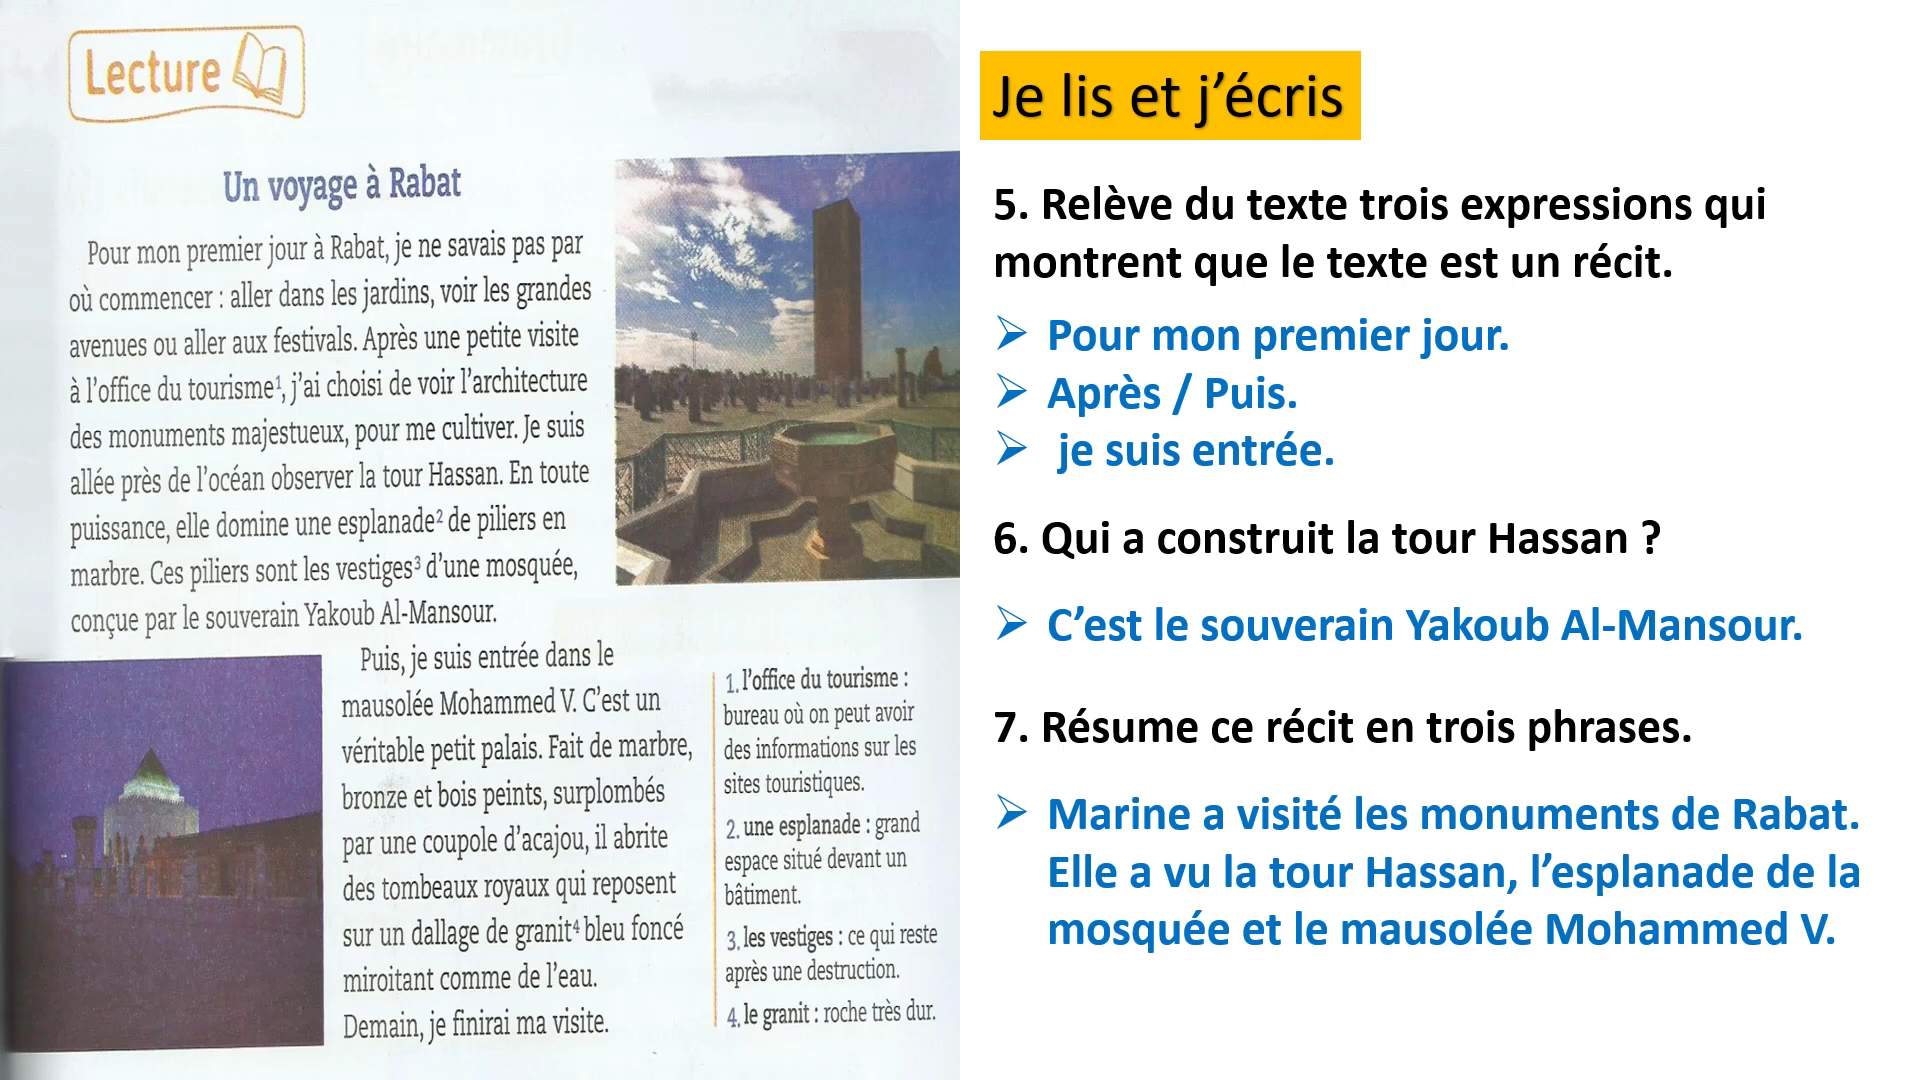 Lecture
Un voyage à Rabat
Pour mon premier jour à Rabat, je ne savais pas par
où commencer : aller dans les jardins, voir les grandes
avenues ou aller aux festivals. Après une petite visite
à l'office du tourisme¹, j'ai choisi de voir l'architecture
des monuments majestueux, pour me cultiver. Je suis
allée près de l'océan observer la tour Hassan. En toute
puissance, elle domine une esplanade² de piliers en
marbre. Ces piliers sont les vestiges³ d'une mosquée,
conçue par le souverain Yakoub Al-Mansour.
Puis, je suis entrée dans le
mausolée Mohammed V. C'est un
véritable petit palais. Fait de marbre,
bronze et bois peints, surplombés
par une coupole d'acajou, il abrite
des tombeaux royaux qui reposent
sur un dallage de granit⁴ bleu foncé
miroitant comme de l'eau.
Demain, je finirai ma visite.
1. l'office du tourisme :
bureau où on peut avoir
des informations sur les
sites touristiques.
2. une esplanade : grand
espace situé devant un
bâtiment.
3. les vestiges : ce qui reste
après une destruction.
4. le granit : roche très dur.
Je lis et j'écris
5. Relève du texte trois expressions qui
montrent que le texte est un récit.
➢ Pour mon premier jour.
➢ Après / Puis.
➢ je suis entrée.
6. Qui a construit la tour Hassan ?
➢ C'est le souverain Yakoub Al-Mansour.
7. Résume ce récit en trois phrases.
➢ Marine a visité les monuments de Rabat.
Elle a vu la tour Hassan, l'esplanade de la
mosquée et le mausolée Mohammed V.